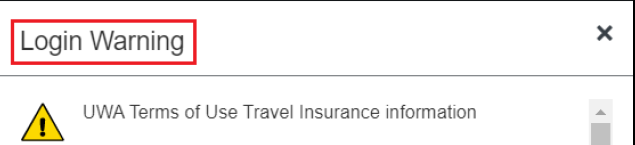 Login Warning
UWA Terms of Use Travel Insurance information